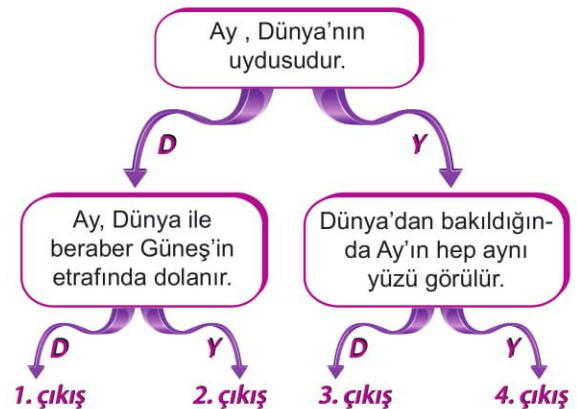 Ay , Dünya’nın
uydusudur.
D
Y
Ay, Dünya ile
beraber Güneş’in
etrafında dolanır.
Dünya’dan bakıldığın-
da Ay’ın hep aynı
yüzü görülür.
D
Y
D
Y
1. çıkış
2. çıkış
3. çıkış
4. çıkış